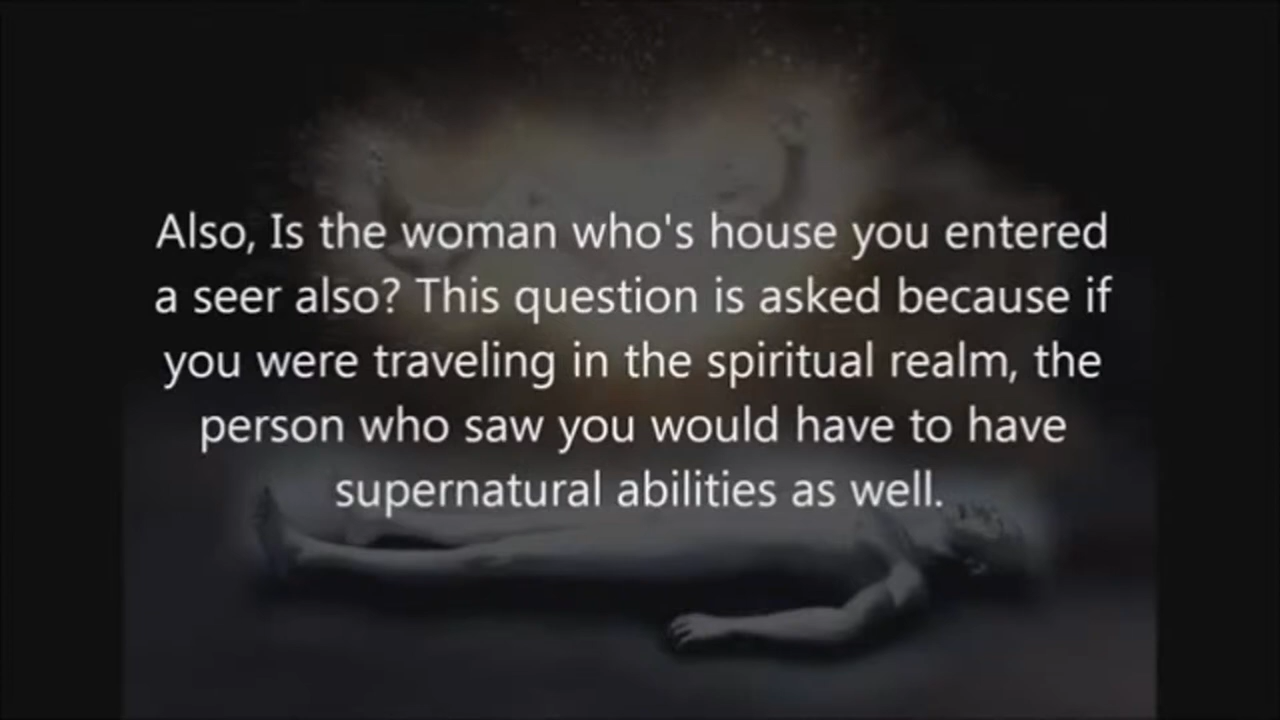 Also, Is the woman who's house you entered
a seer also? This question is asked because if
you were traveling in the spiritual realm, the
person who saw you would have to have
supernatural abilities as well.